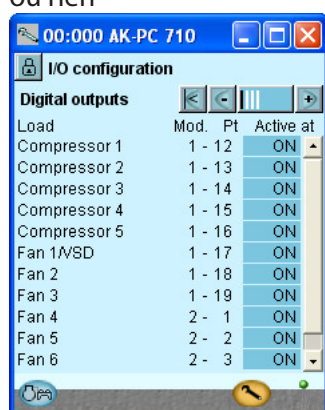 00:000 AK-PC 710
I/O configuration
Digital outputs
Load Mod. Pt Active at
Compressor 1 1 - 12 ON
Compressor 2 1 - 13 ON
Compressor 3 1 - 14 ON
Compressor 4 1 - 15 ON
Compressor 5 1 - 16 ON
Fan 1/VSD 1 - 17 ON
Fan 2 1 - 18 ON
Fan 3 1 - 19 ON
Fan 4 2 - 1 ON
Fan 5 2 - 2 ON
Fan 6 2 - 3 ON